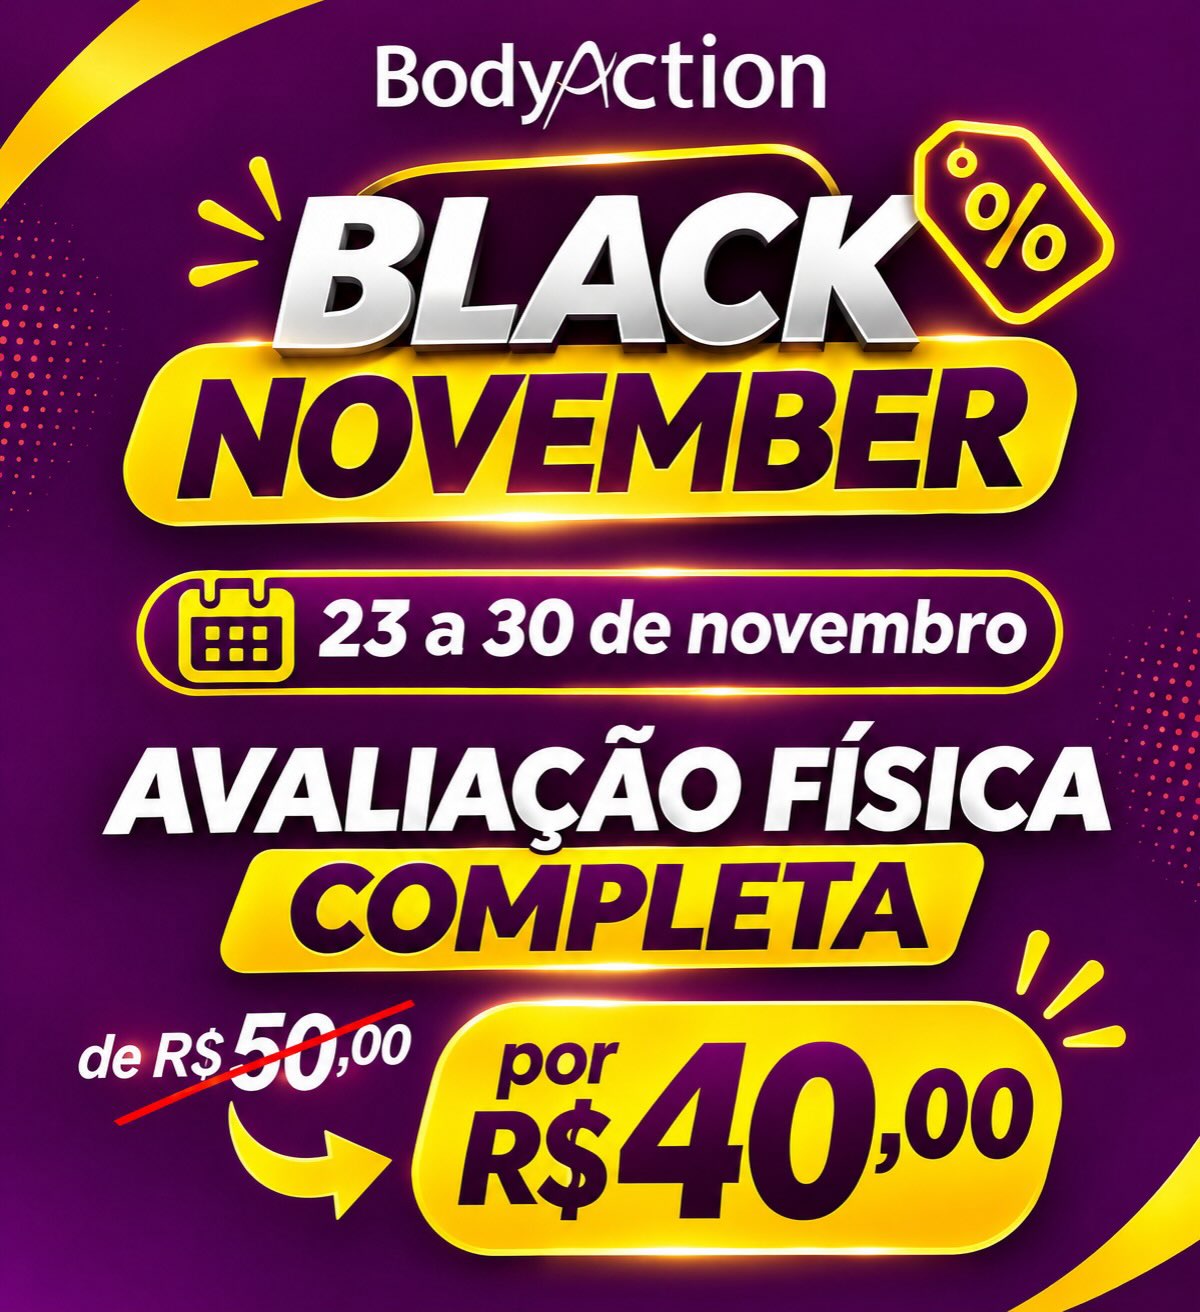 BodyAction
BLACK
%
NOVEMBER
23 a 30 de novembro
AVALIAÇÃO FÍSICA
COMPLETA
de R$ 50,00
por
R$ 40,00